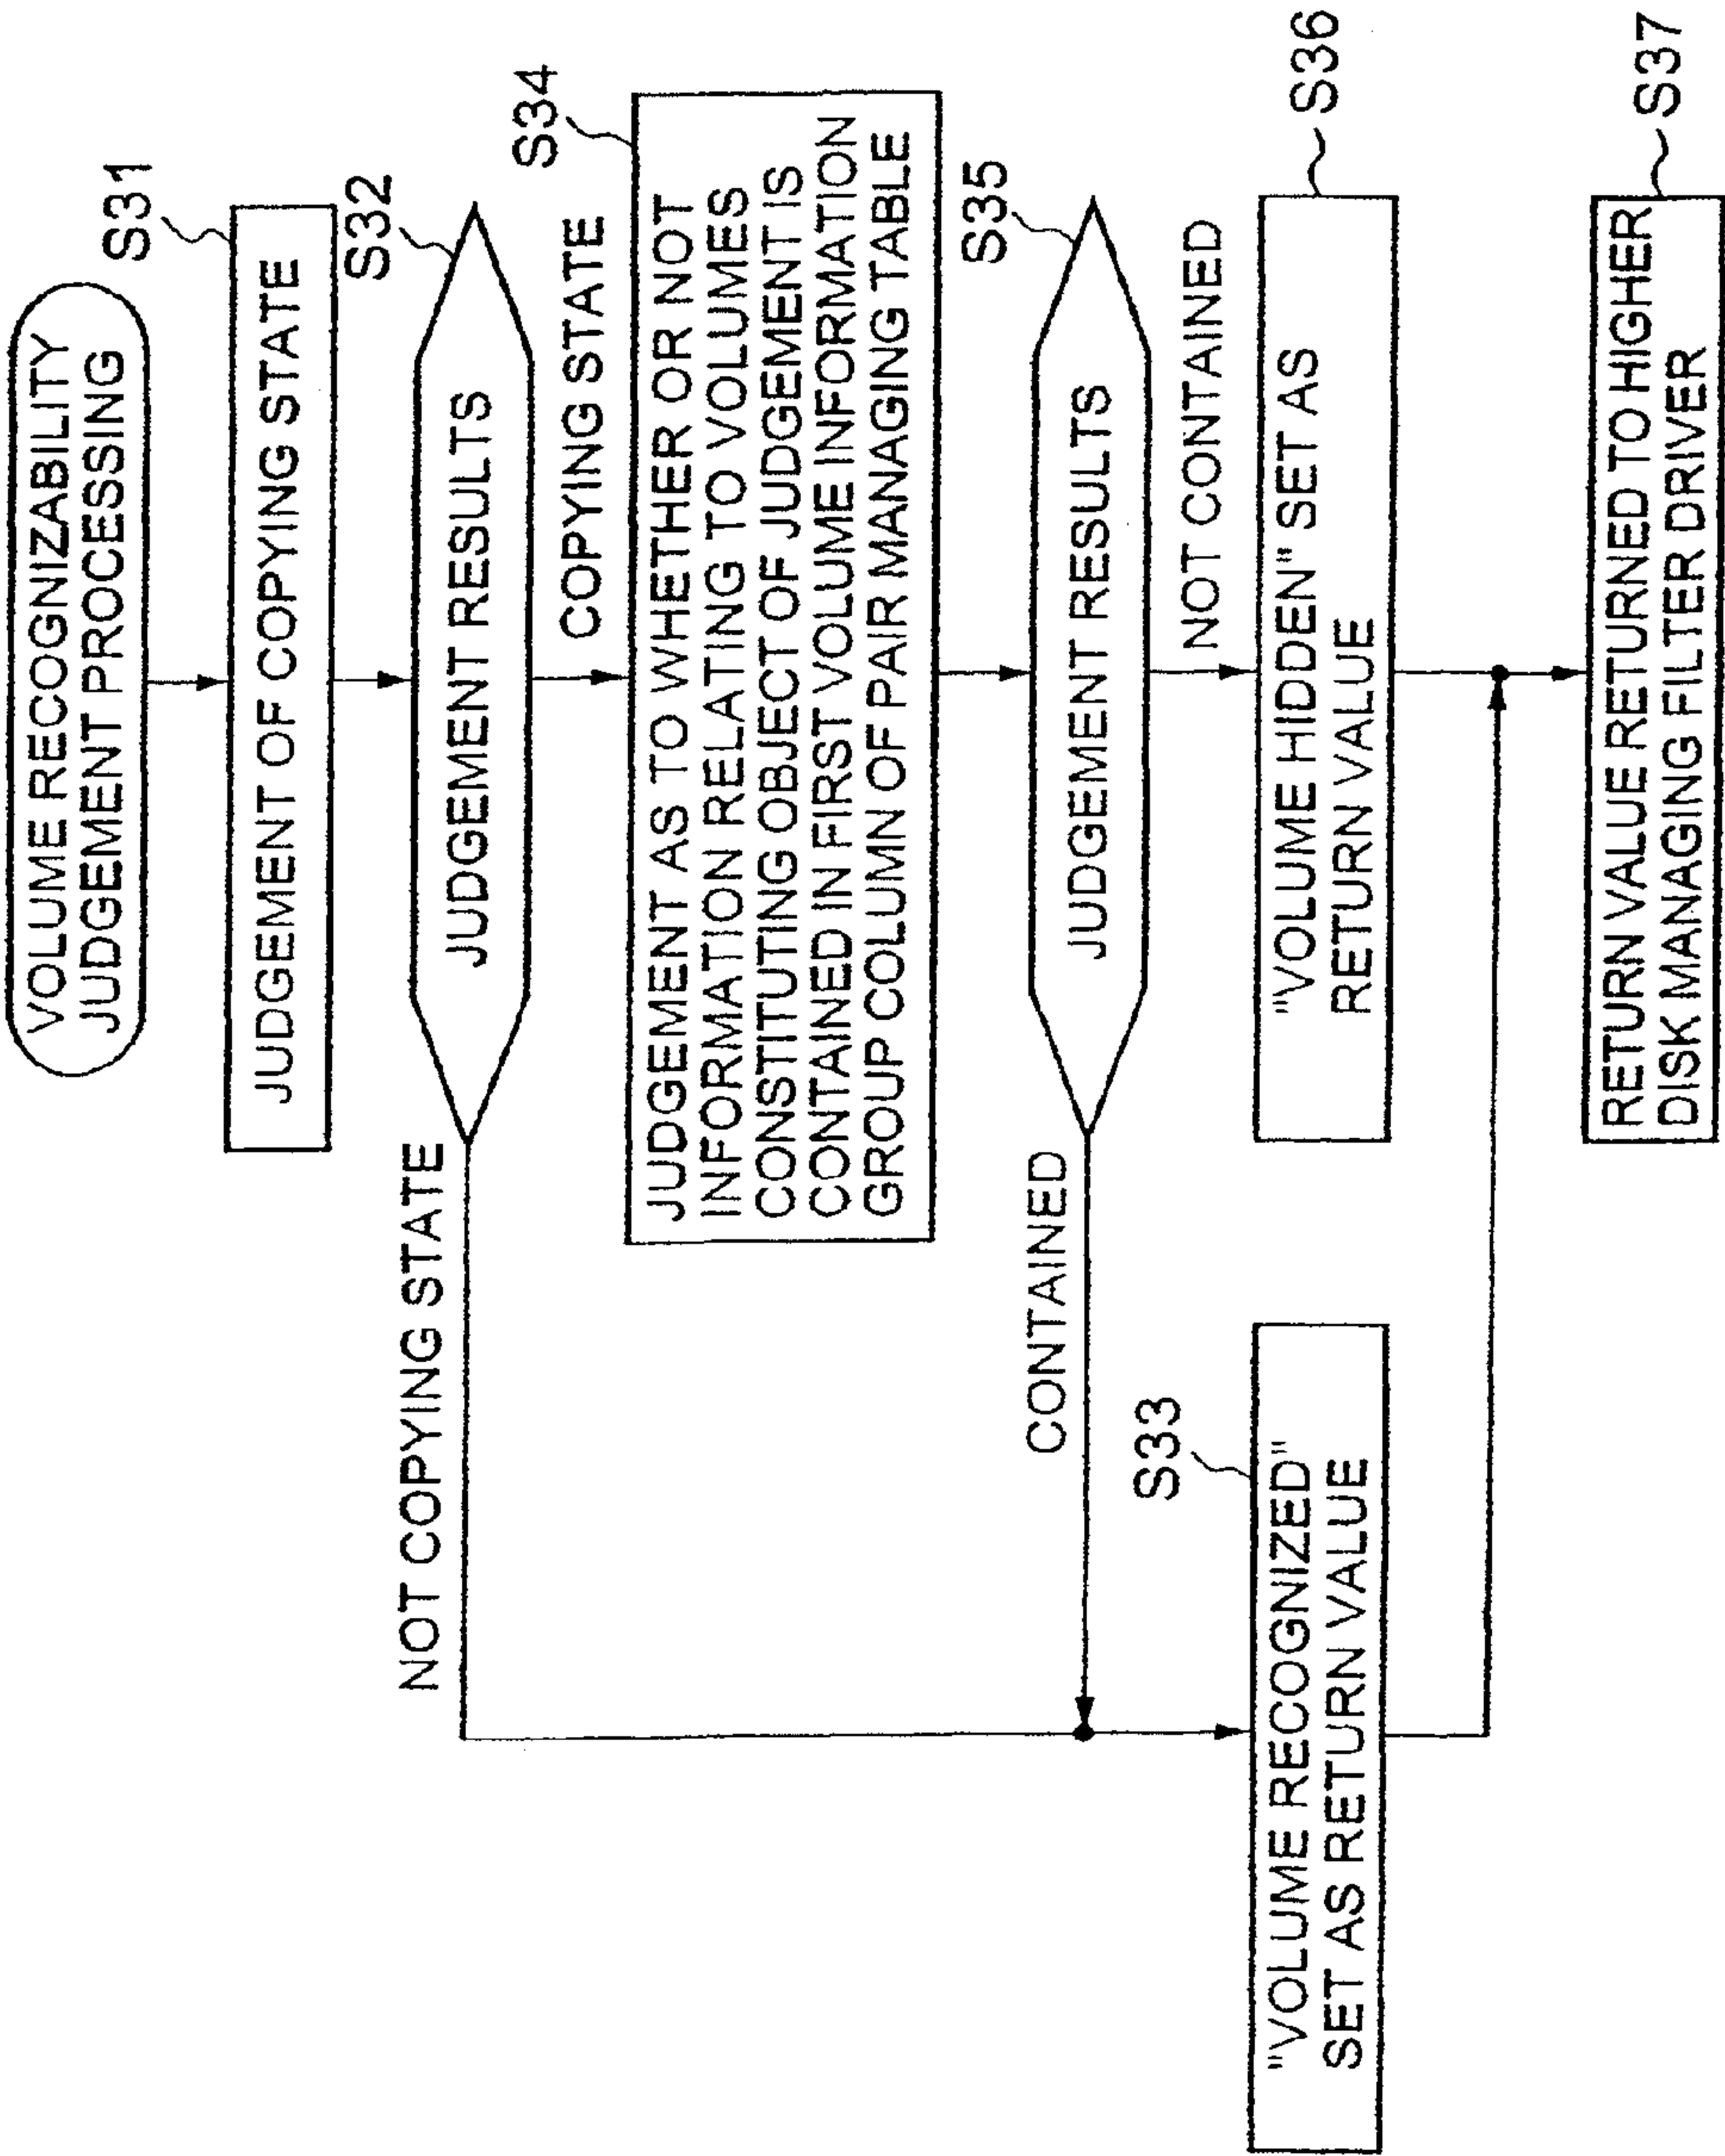 VOLUME RECOGNIZABILITY
JUDGEMENT PROCESSING
S31
JUDGEMENT OF COPYING STATE
S32
JUDGEMENT RESULTS
NOT COPYING STATE
COPYING STATE
S34
JUDGEMENT AS TO WHETHER OR NOT
INFORMATION RELATING TO VOLUMES
CONSTITUTING OBJECT OF JUDGEMENT IS
CONTAINED IN FIRST VOLUME INFORMATION
GROUP COLUMN OF PAIR MANAGING TABLE
S35
JUDGEMENT RESULTS
CONTAINED
NOT CONTAINED
S33
"VOLUME RECOGNIZED"
SET AS RETURN VALUE
S36
"VOLUME HIDDEN" SET AS
RETURN VALUE
S37
RETURN VALUE RETURNED TO HIGHER
DISK MANAGING FILTER DRIVER